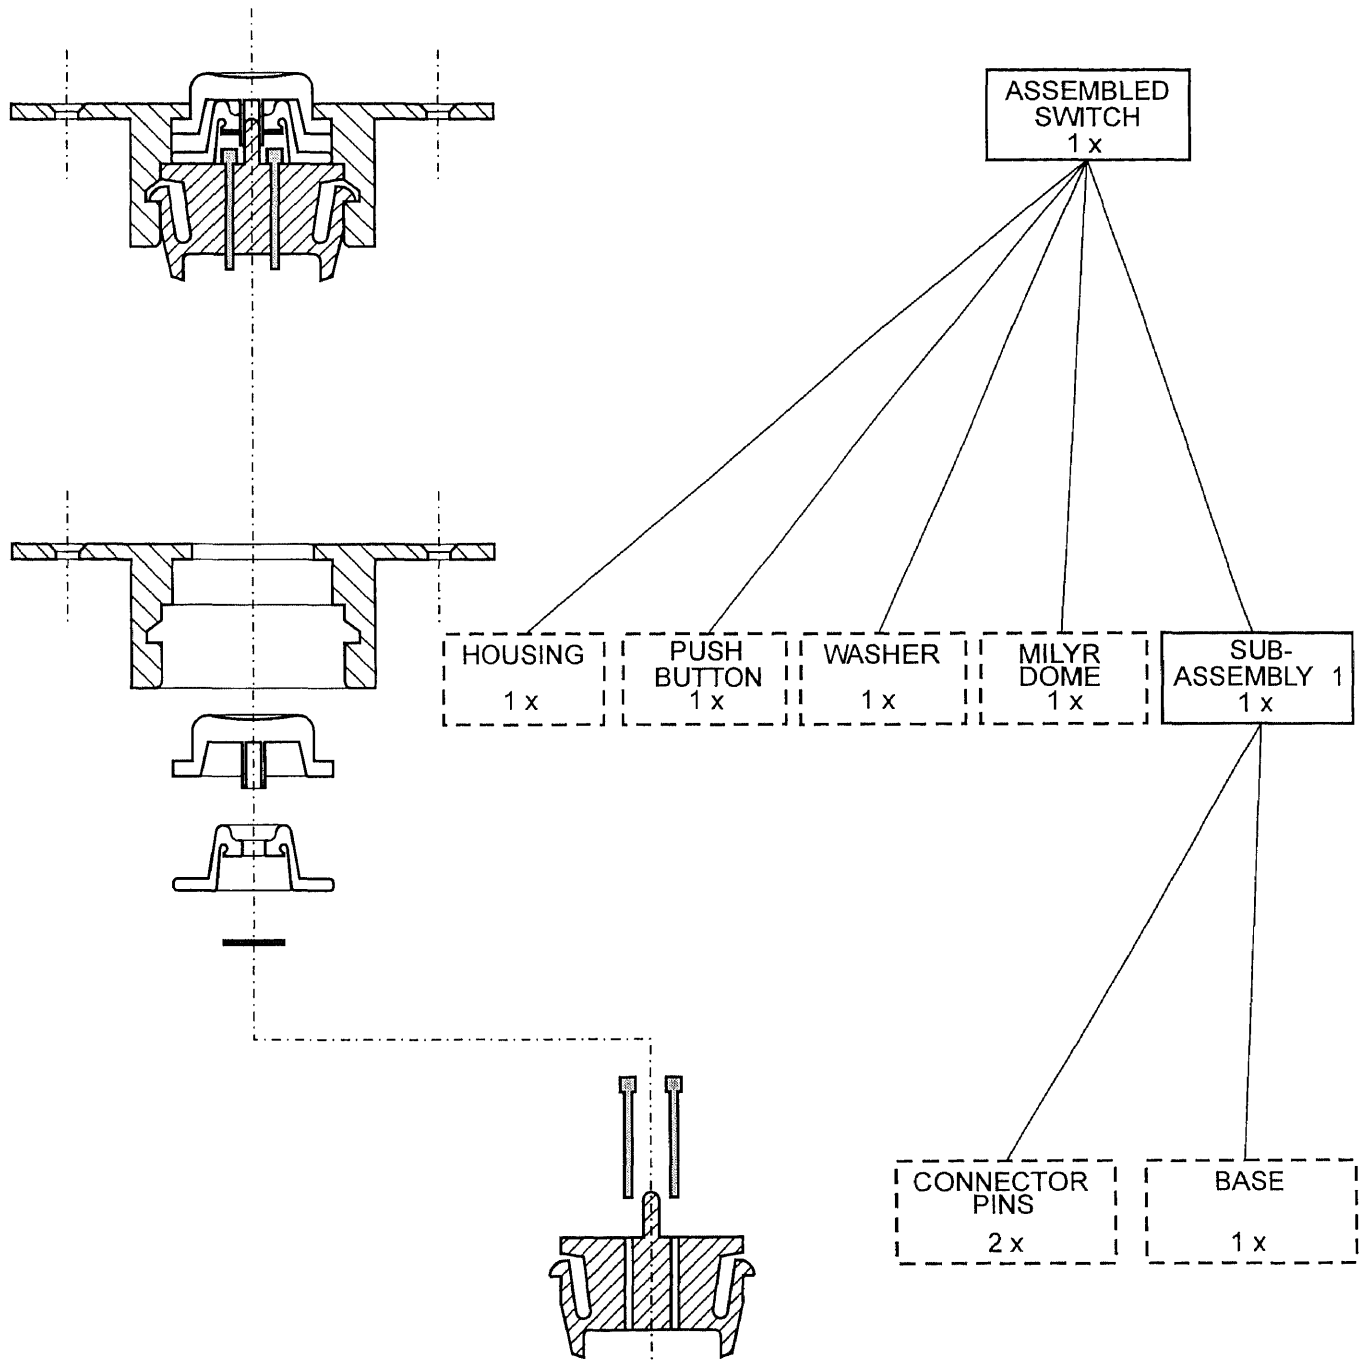 ASSEMBLED
SWITCH
1 x
HOUSING
1 x
PUSH
BUTTON
1 x
WASHER
1 x
MILYR
DOME
1 x
SUB-
ASSEMBLY 1
1 x
CONNECTOR
PINS
2 x
BASE
1 x